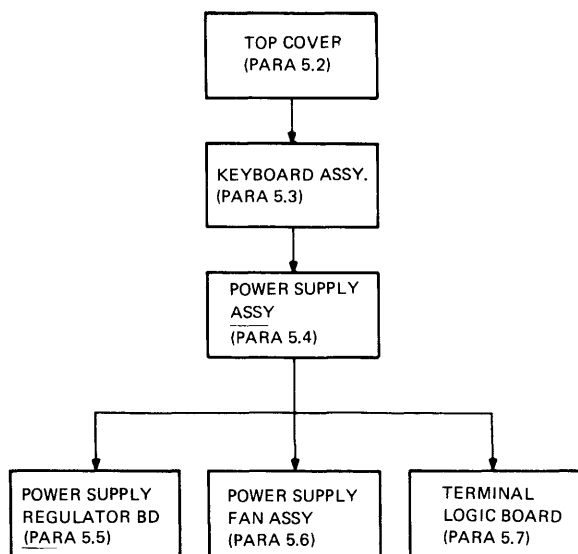 TOP COVER
(PARA 5.2)
KEYBOARD ASSY.
(PARA 5.3)
POWER SUPPLY
ASSY
(PARA 5.4)
POWER SUPPLY
REGULATOR BD
(PARA 5.5)
POWER SUPPLY
FAN ASSY
(PARA 5.6)
TERMINAL
LOGIC BOARD
(PARA 5.7)